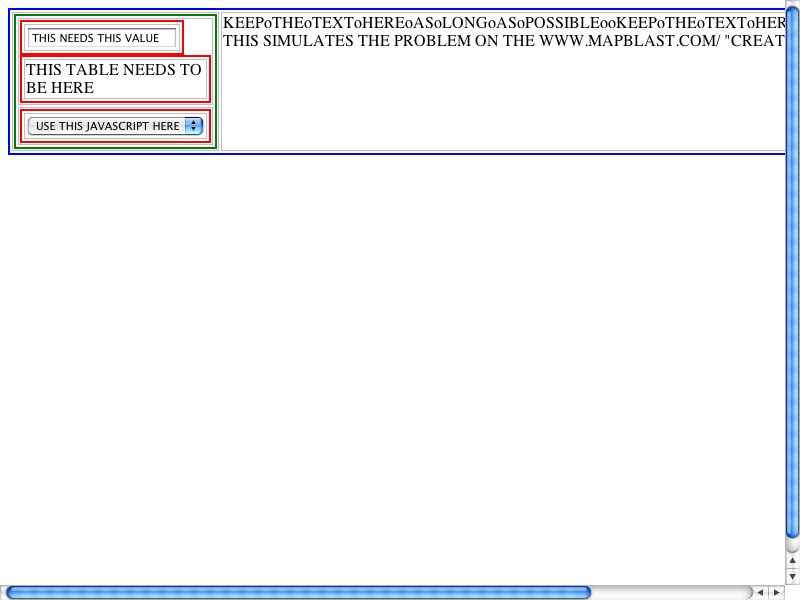 THIS NEEDS THIS VALUE
THIS TABLE NEEDS TO
BE HERE
USE THIS JAVASCRIPT HERE
KEEPoTHEoTEXToHEREoASoLONGoASoPOSSIBLEooKEEPoTHEoTEXToHER
THIS SIMULATES THE PROBLEM ON THE WWW.MAPBLAST.COM/ "CREAT